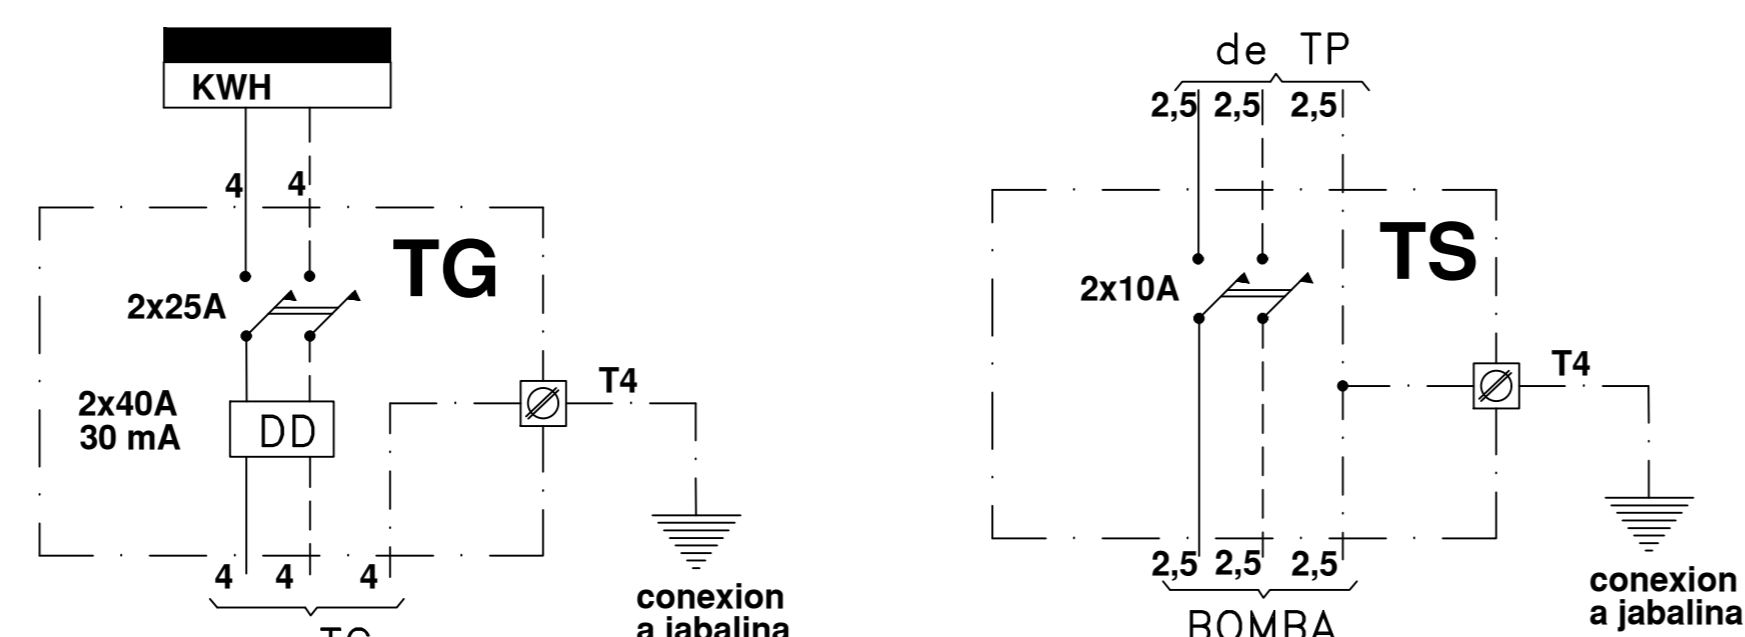 KWH
4 4
TG
2x25A
2x40A
30 mA
DD
T4
4 4 4
conexion
a jabalina
de TP
2,5 2,5 2,5
TS
2x10A
T4
2,5 2,5 2,5
BOMBA
conexion
a jabalina